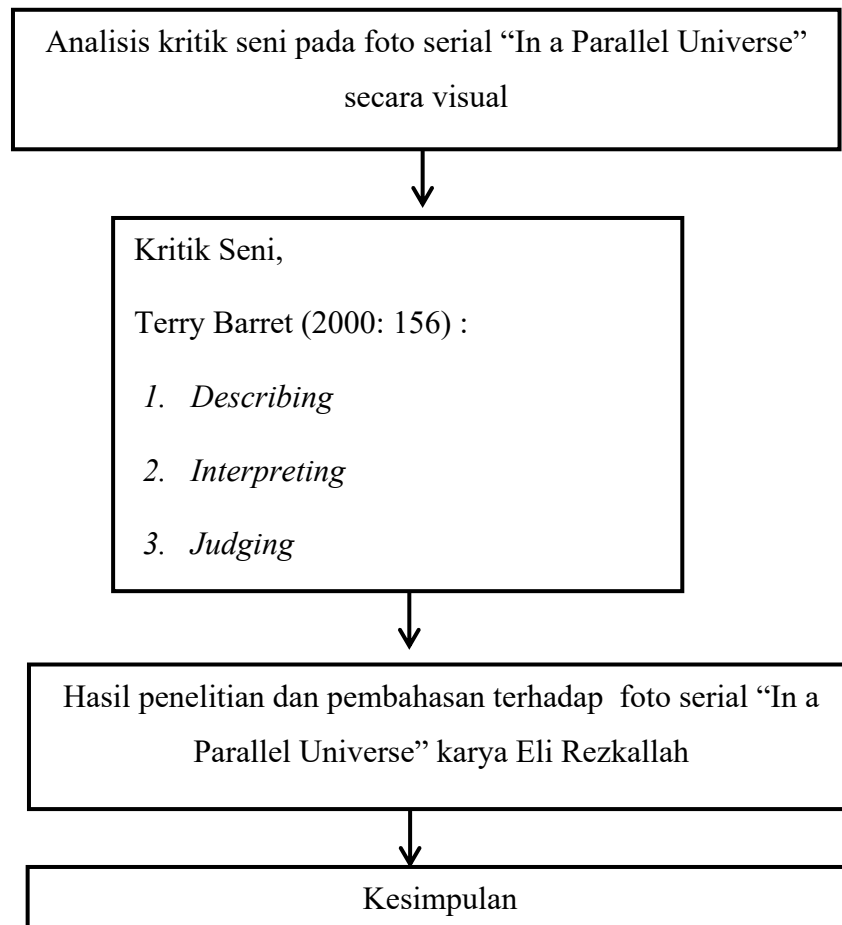 Analisis kritik seni pada foto serial “In a Parallel Universe”
secara visual
Kritik Seni,
Terry Barret (2000: 156) :
1. Describing
2. Interpreting
3. Judging
Hasil penelitian dan pembahasan terhadap foto serial “In a
Parallel Universe” karya Eli Rezkallah
Kesimpulan